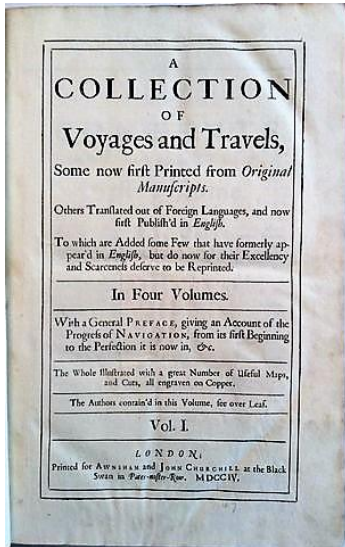 A
COLLECTION
OF
Voyages and Travels,
Some now firſt Printed from Original
Manuſcripts.
Others Tranſlated out of Foreign Languages, and now
firſt Publiſh'd in Engliſh.
To which are Added ſome Few that have formerly ap-
pear'd in Engliſh, but do now for their Excellency
and Scarceneſs deſerve to be Reprinted.
In Four Volumes.
With a General PREFACE, giving an Account of the
Progreſs of NAVIGATION, from its firſt Beginning
to the Perfection it is now in, &c.
The Whole Illuſtrated with a great Number of Uſeful Maps,
and Cuts, all engraven on Copper.
The Authors contain'd in this Volume, ſee over Leaf.
Vol. I.
LONDON;
Printed for AWNSHAM and JOHN CHURCHILL at the Black
Swan in Pater-noſter-Row. MDCCIV.